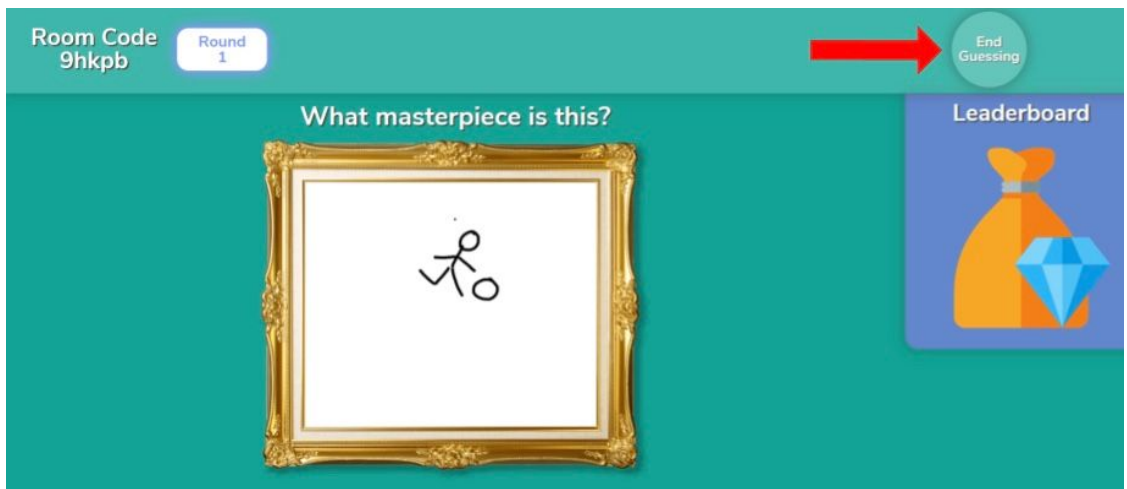 Room Code
9hkpb
Round
1
End
Guessing
What masterpiece is this?
Leaderboard